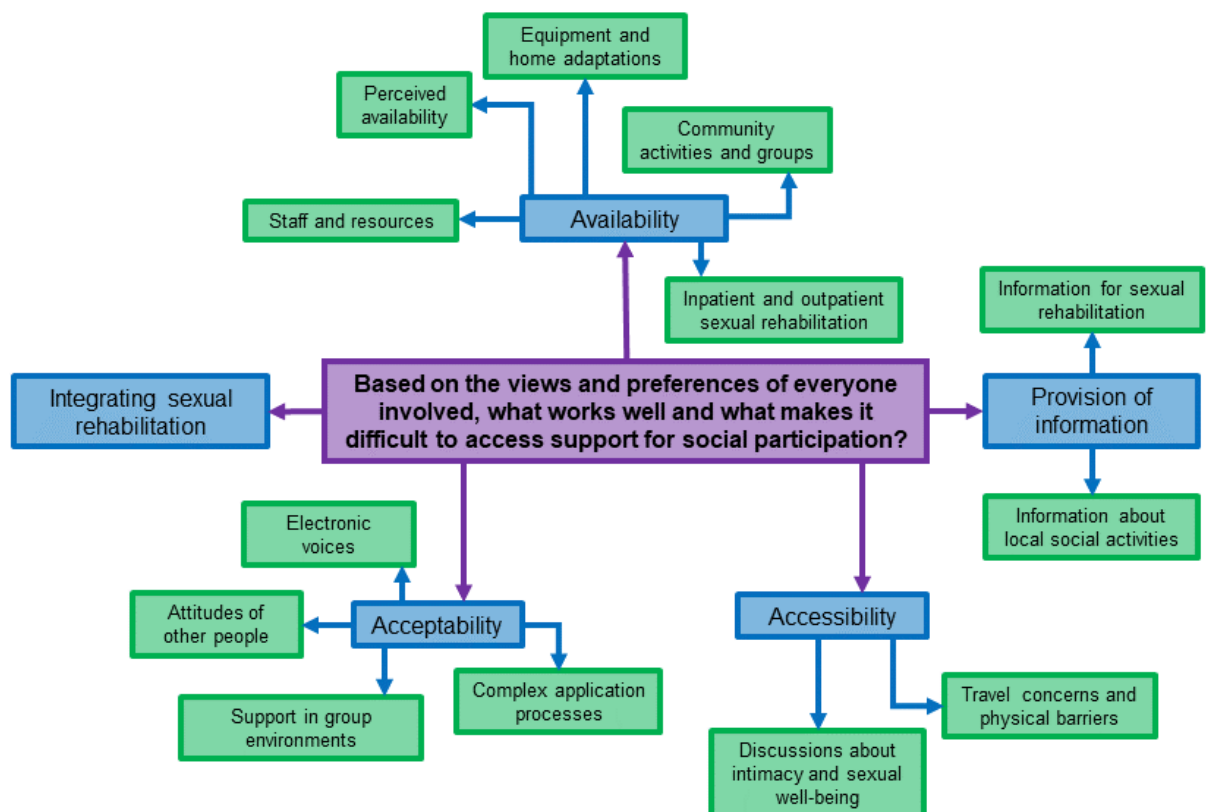 Equipment and
home adaptations
Perceived
availability
Community
activities and groups
Staff and resources
Availability
Inpatient and outpatient
sexual rehabilitation
Information for sexual
rehabilitation
Integrating sexual
rehabilitation
Based on the views and preferences of everyone
involved, what works well and what makes it
difficult to access support for social participation?
Provision of
information
Information about
local social activities
Electronic
voices
Attitudes of
other people
Acceptability
Support in group
environments
Complex application
processes
Accessibility
Travel concerns and
physical barriers
Discussions about
intimacy and sexual
well-being